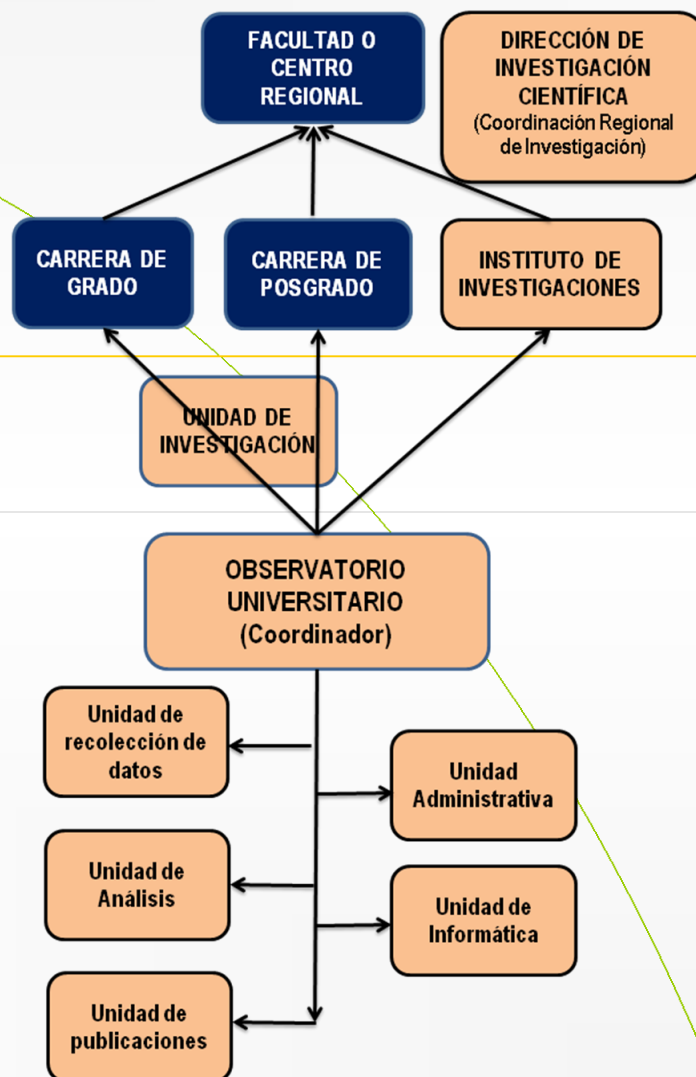 FACULTAD O
CENTRO
REGIONAL
DIRECCIÓN DE
INVESTIGACIÓN
CIENTÍFICA
(Coordinación Regional
de Investigación)
CARRERA DE
GRADO
CARRERA DE
POSGRADO
INSTITUTO DE
INVESTIGACIONES
UNIDAD DE
INVESTIGACIÓN
OBSERVATORIO
UNIVERSITARIO
(Coordinador)
Unidad de
recolección de
datos
Unidad
Administrativa
Unidad de
Análisis
Unidad de
Informática
Unidad de
publicaciones